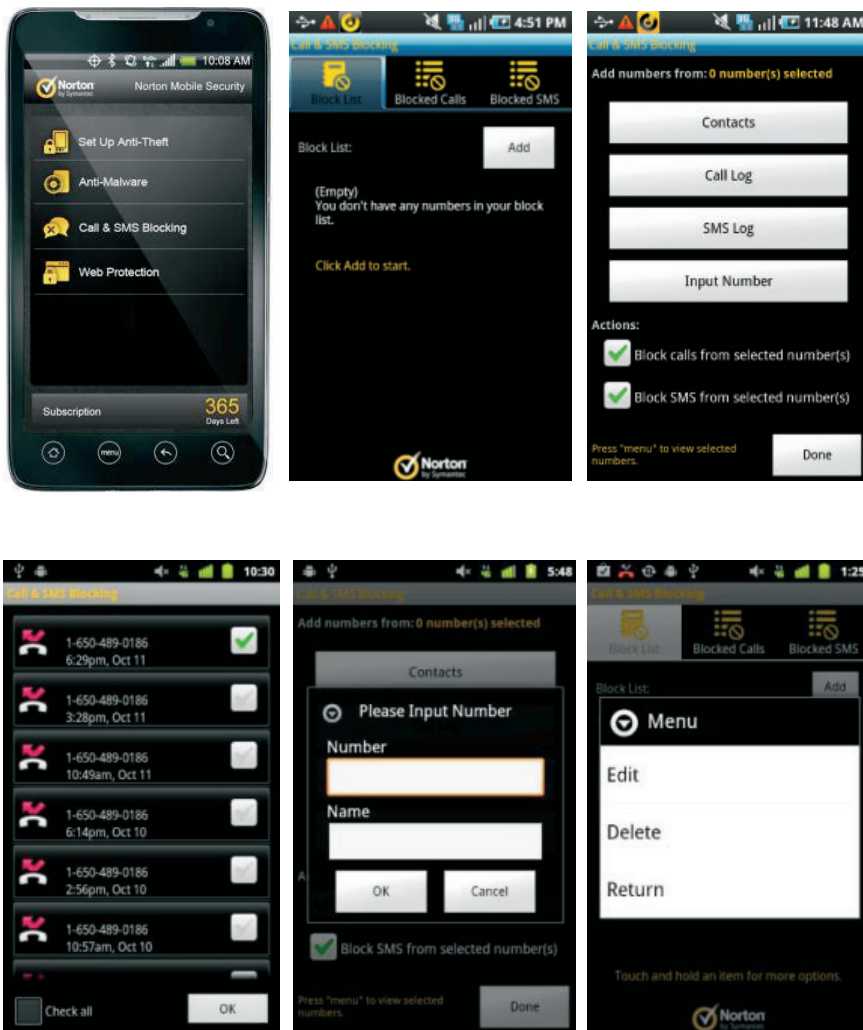 10:08 AM
Norton
by Symantec
Norton Mobile Security
Set Up Anti-Theft
Anti-Malware
Call & SMS Blocking
Web Protection
Subscription
365
Days Left
menu
4:51 PM
Call & SMS Blocking
Block List
Blocked Calls
Blocked SMS
Block List:
Add
(Empty)
You don't have any numbers in your block
list.
Click Add to start.
Norton
by Symantec
11:48 AM
Call & SMS Blocking
Add numbers from: 0 number(s) selected
Contacts
Call Log
SMS Log
Input Number
Actions:
Block calls from selected number(s)
Block SMS from selected number(s)
Press "menu" to view selected
numbers.
Done
10:30
Call & SMS Blocking
1-650-489-0186
6:29pm, Oct 11
1-650-489-0186
3:28pm, Oct 11
1-650-489-0186
10:49am, Oct 11
1-650-489-0186
6:14pm, Oct 10
1-650-489-0186
2:56pm, Oct 10
1-650-489-0186
10:57am, Oct 10
Check all
OK
5:48
Call & SMS Blocking
Add numbers from: 0 number(s) selected
Contacts
Please Input Number
Number
Name
A
OK
Cancel
Block SMS from selected number(s)
Press "menu" to view selected
numbers.
Done
1:25
Call & SMS Blocking
Block List
Blocked Calls
Blocked SMS
Block List:
Add
Menu
Edit
Delete
Return
Touch and hold an item for more options.
Norton
by Symantec